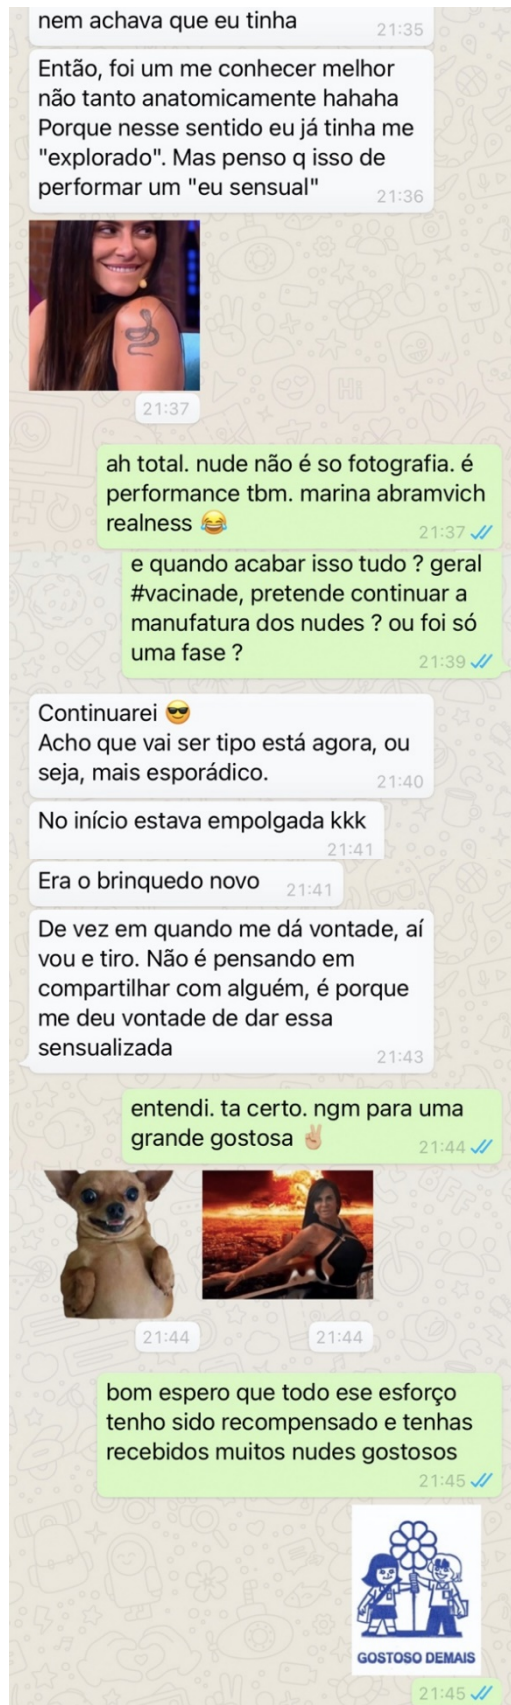 nem achava que eu tinha
21:35
Então, foi um me conhecer melhor
não tanto anatomicamente hahaha
Porque nesse sentido eu já tinha me
"explorado". Mas penso q isso de
performar um "eu sensual"
21:36
21:37
ah total. nude não é so fotografia. é
performance tbm. marina abramvich
realness 😂
21:37
e quando acabar isso tudo ? geral
#vacinade, pretende continuar a
manufatura dos nudes ? ou foi só
uma fase ?
21:39
Continuarei 😎
Acho que vai ser tipo está agora, ou
seja, mais esporádico.
21:40
No início estava empolgada kkk
21:41
Era o brinquedo novo
21:41
De vez em quando me dá vontade, aí
vou e tiro. Não é pensando em
compartilhar com alguém, é porque
me deu vontade de dar essa
sensualizada
21:43
entendi. ta certo. ngm para uma
grande gostosa ✌🏼
21:44
21:44
21:44
bom espero que todo ese esforço
tenho sido recompensado e tenhas
recebidos muitos nudes gostosos
21:45
GOSTOSO DEMAIS
21:45